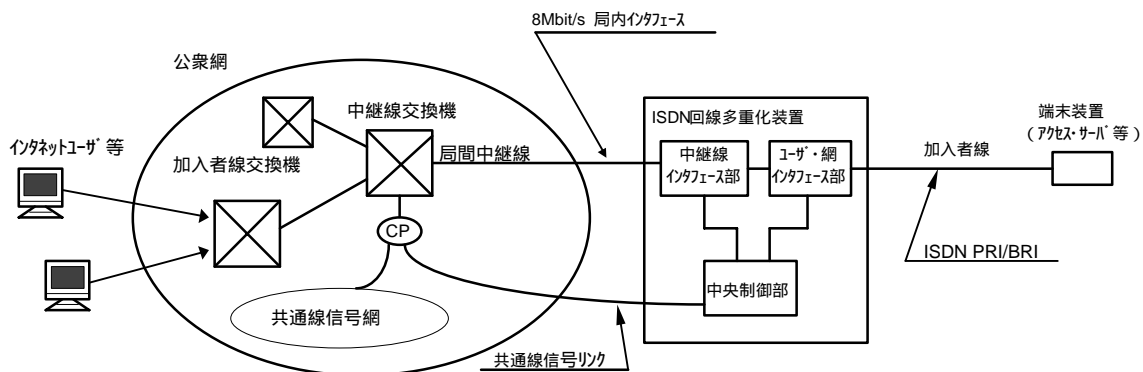 8Mbit/s 局内ｲﾝﾀﾌｪｰｽ
公衆網
中継線交換機
ISDN回線多重化装置
端末装置
(ｱｸｾｽ･ｻｰﾊﾞ等)
ｲﾝﾀﾈｯﾄﾕｰｻﾞ等
加入者線交換機
局間中継線
中継線
ｲﾝﾀﾌｪｰｽ部
ﾕｰｻﾞ･網
ｲﾝﾀﾌｪｰｽ部
加入者線
CP
ISDN PRI/BRI
中央制御部
共通線信号網
共通線信号ﾘﾝｸ